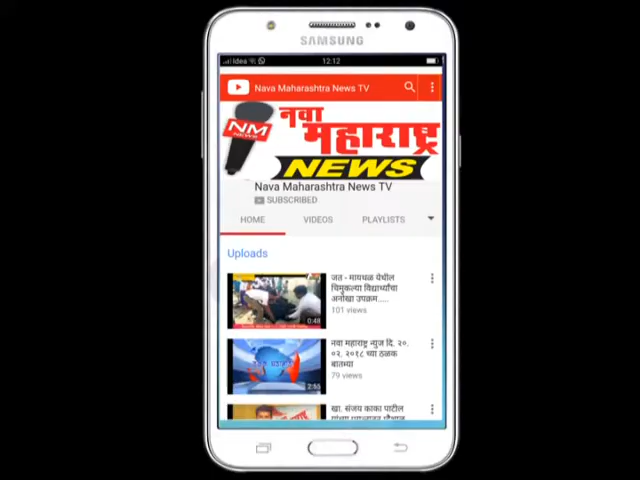 SAMSUNG
Idea
12:12
Nava Maharashtra News TV
NM
NEWS
नवा
महाराष्ट्र
NEWS
Nava Maharashtra News TV
SUBSCRIBED
HOME VIDEOS PLAYLISTS
Uploads
जत - मायथळ येथील
चिमुकल्या विद्यार्थ्यांचा
अनोखा उपक्रम.....
101 views
0:48
नवा महाराष्ट्र न्युज दि. २०.
०२. २०१८ च्या ठळक
बातम्या
79 views
2:55
खा. संजय काका पाटील